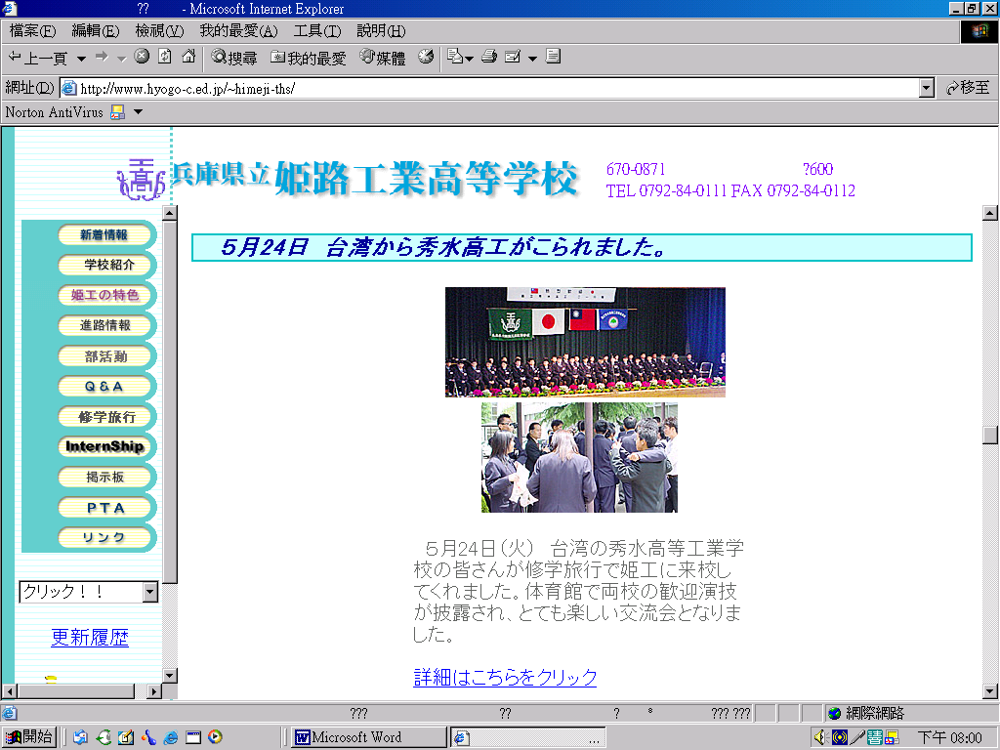 ?? - Microsoft Internet Explorer
檔案(F) 編輯(E) 檢視(V) 我的最愛(A) 工具(T) 說明(H)
上一頁 搜尋 我的最愛 媒體
網址(D) http://www.hyogo-c.ed.jp/~himeji-ths/ 移至
Norton AntiVirus
兵庫県立姫路工業高等学校
670-0871 ?600
TEL 0792-84-0111 FAX 0792-84-0112
新着情報
学校紹介
姫工の特色
進路情報
部活動
Q & A
修学旅行
InternShip
掲示板
PTA
リンク
クリック！！
更新履歴
５月24日 台湾から秀水高工がこられました。
５月24日(火) 台湾の秀水高等工業学
校の皆さんが修学旅行で姫工に来校し
てくれました。体育館で両校の歓迎演技
が披露され、とても楽しい交流会となりま
した。
詳細はこちらをクリック
??? ?? ? * ??? ??? 網際網路
開始 Microsoft Word ... 下午 08:00